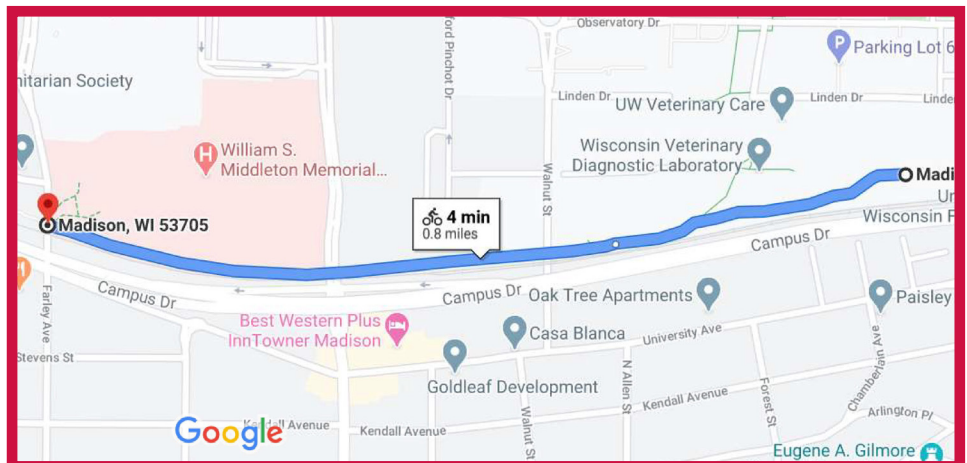 Observatory Dr
Parking Lot 6
ford Pinchot Dr
nitarian Society
Linden Dr
UW Veterinary Care
Linden Dr
Linde
William S.
Middleton Memorial...
Wisconsin Veterinary
Diagnostic Laboratory
Walnut St
Madi
Un
Wisconsin F
Madison, WI 53705
4 min
0.8 miles
Campus Dr
Campus Dr
Campus Dr
Farley Ave
Oak Tree Apartments
Paisley
Best Western Plus
InnTowner Madison
Casa Blanca
University Ave
Stevens St
Goldleaf Development
N Allen St
Forest St
Chamberlain Ave
Walnut St
Kendall Avenue
Kendall Avenue
Kendall Avenue
Arlington Pl
Google
Eugene A. Gilmore